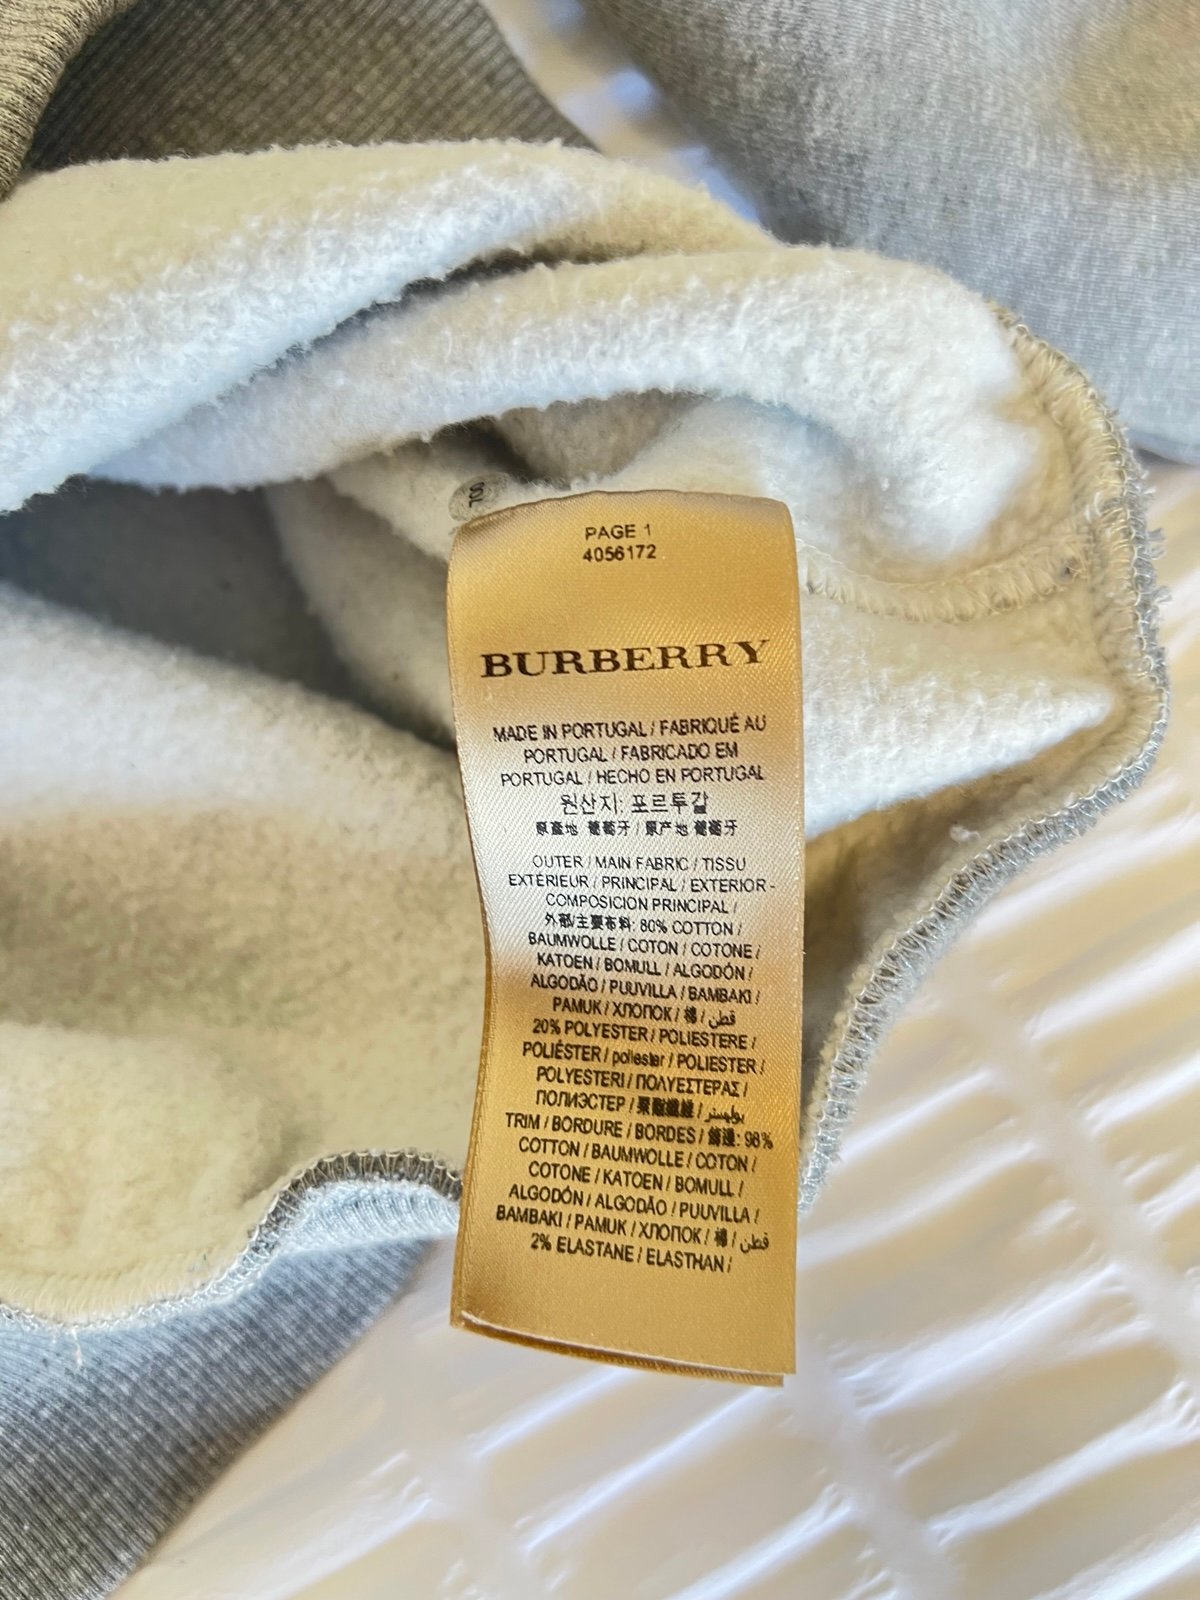 PAGE 1
4056172
BURBERRY
MADE IN PORTUGAL / FABRIQUÉ AU
PORTUGAL / FABRICADO EM
PORTUGAL / HECHO EN PORTUGAL
원산지: 포르투갈
原產地 葡萄牙 / 原产地 葡萄牙
OUTER / MAIN FABRIC / TISSU
EXTÉRIEUR / PRINCIPAL / EXTERIOR -
COMPOSICION PRINCIPAL /
外部/主要布料: 80% COTTON /
BAUMWOLLE / COTON / COTONE /
KATOEN / BOMULL / ALGODÓN /
ALGODÃO / PUUVILLA / BAMBAKI /
PAMUK / ХЛОПОК / 棉 / قطن
20% POLYESTER / POLIESTERE /
POLIÉSTER / poliester / POLIESTER /
POLYESTERI / ΠΟΛΥΕΣΤΕΡΑΣ /
ПОЛИЭСТЕР / 聚酯纖維 / بوليستر
TRIM / BORDURE / BORDES / 飾邊: 98%
COTTON / BAUMWOLLE / COTON /
COTONE / KATOEN / BOMULL /
ALGODÓN / ALGODÃO / PUUVILLA /
BAMBAKI / PAMUK / ХЛОПОК / 棉 / قطن
2% ELASTANE / ELASTHAN /